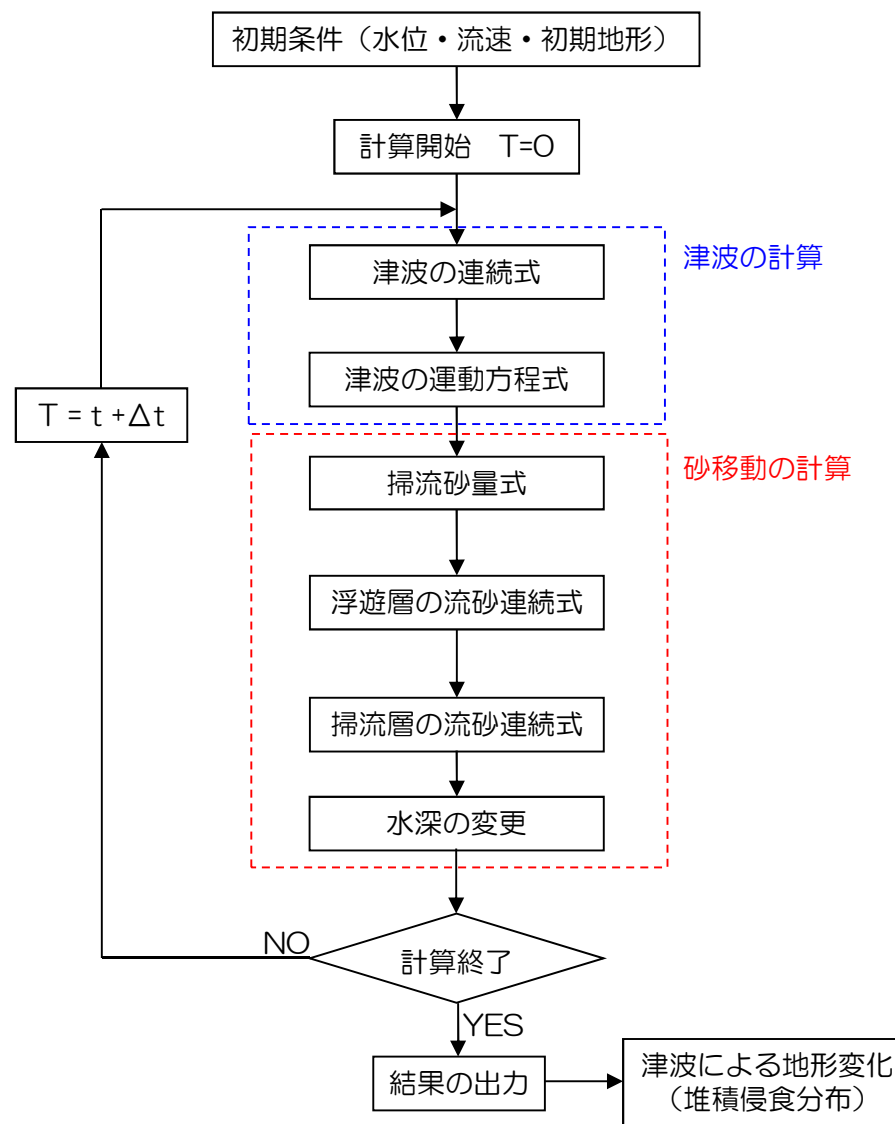 初期条件（水位・流速・初期地形）
計算開始　T=0
津波の計算
津波の連続式
津波の運動方程式
T = t +Δt
砂移動の計算
掃流砂量式
浮遊層の流砂連続式
掃流層の流砂連続式
水深の変更
NO
計算終了
YES
結果の出力
津波による地形変化
（堆積侵食分布）